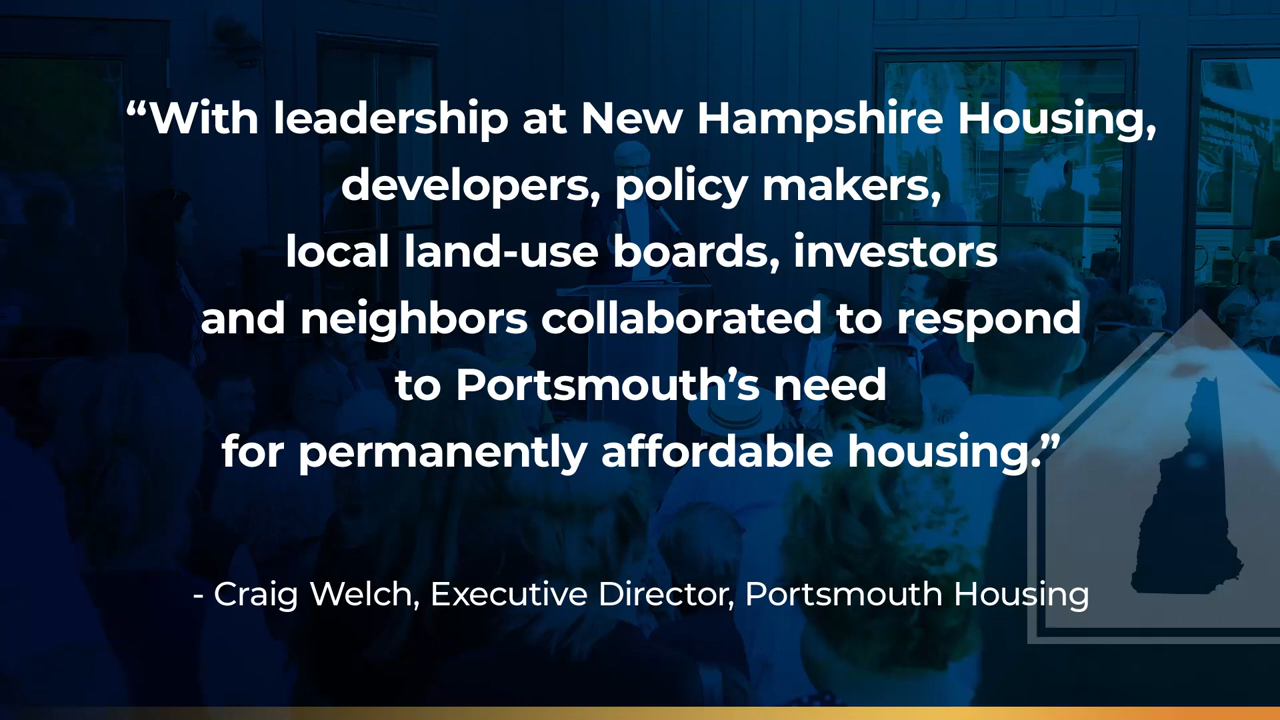 “With leadership at New Hampshire Housing,
developers, policy makers,
local land-use boards, investors
and neighbors collaborated to respond
to Portsmouth’s need
for permanently affordable housing.”
- Craig Welch, Executive Director, Portsmouth Housing